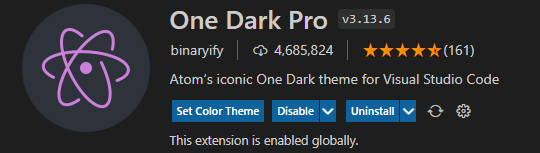 One Dark Pro v3.13.6
binaryify 4,685,824 (161)
Atom's iconic One Dark theme for Visual Studio Code
Set Color Theme Disable Uninstall
This extension is enabled globally.